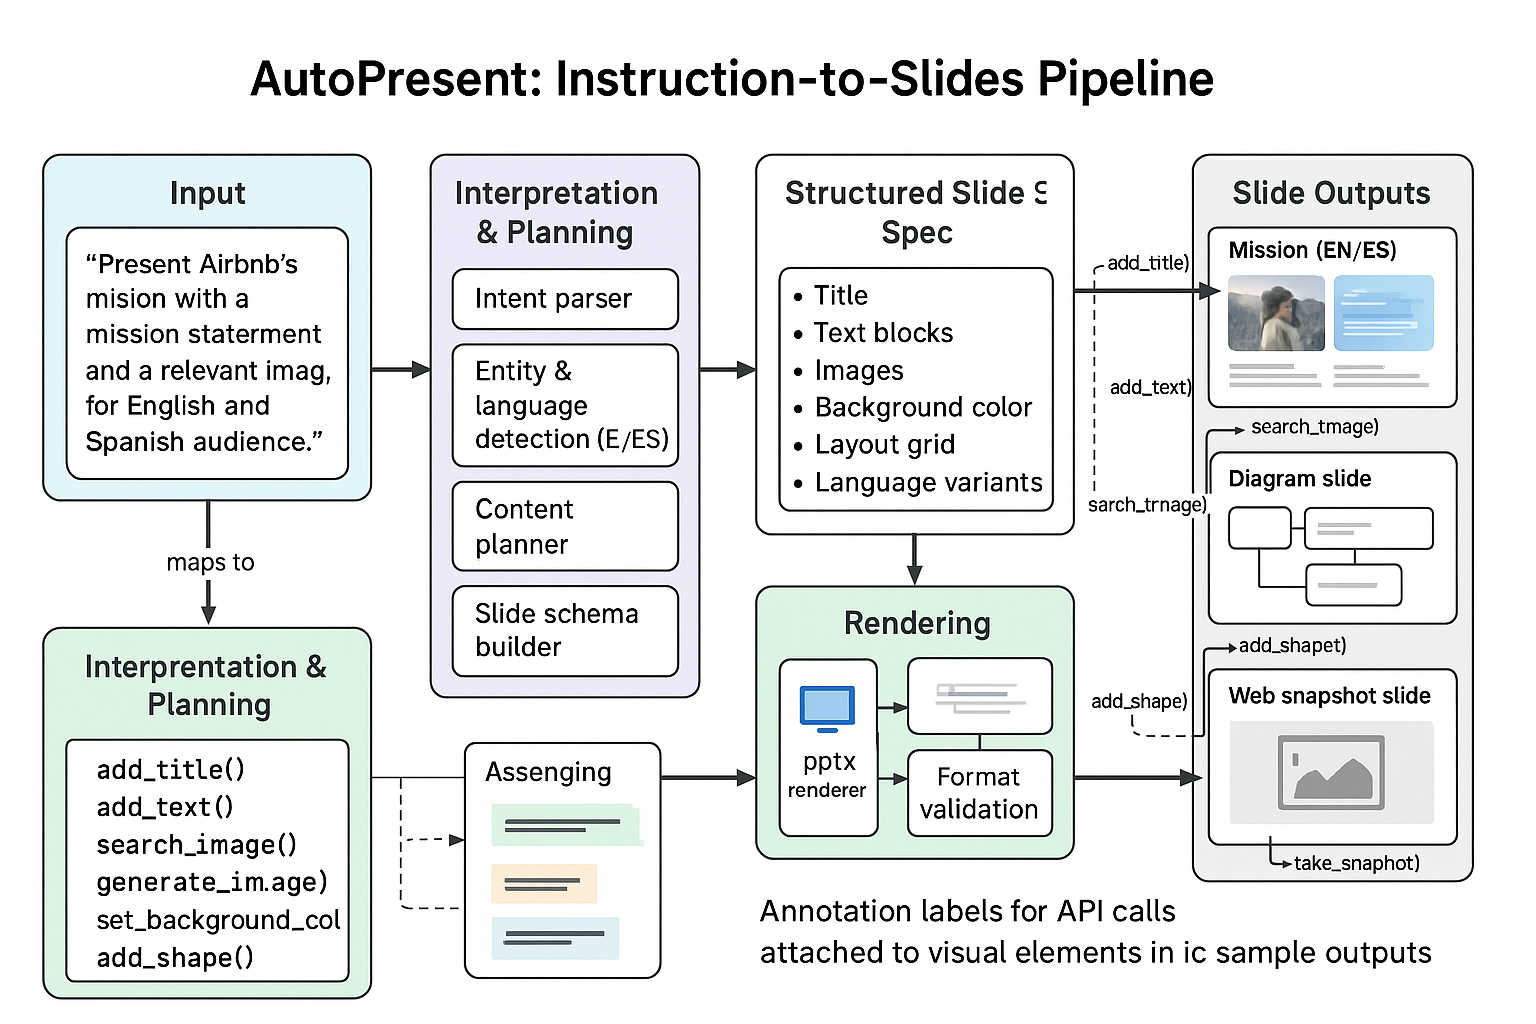 AutoPresent: Instruction-to-Slides Pipeline
Input
“Present Airbnb’s
mision with a
mission staterment
and a relevant imag,
for English and
Spanish audience.”
maps to
Interprentation &
Planning
add_title()
add_text()
search_image()
generate_im.age)
set_background_col
add_shape()
Interpretation
& Planning
Intent parser
Entity &
language
detection (E/ES)
Content
planner
Slide schema
builder
Assenging
Structured Slide S
Spec
• Title
• Text blocks
• Images
• Background color
• Layout grid
• Language variants
Rendering
pptx
renderer
Format
validation
add_title)
add_text)
sarch_trnage)
add_shape)
Slide Outputs
Mission (EN/ES)
search_tmage)
Diagram slide
add_shapet)
Web snapshot slide
take_snaphot)
Annotation labels for API calls
attached to visual elements in ic sample outputs